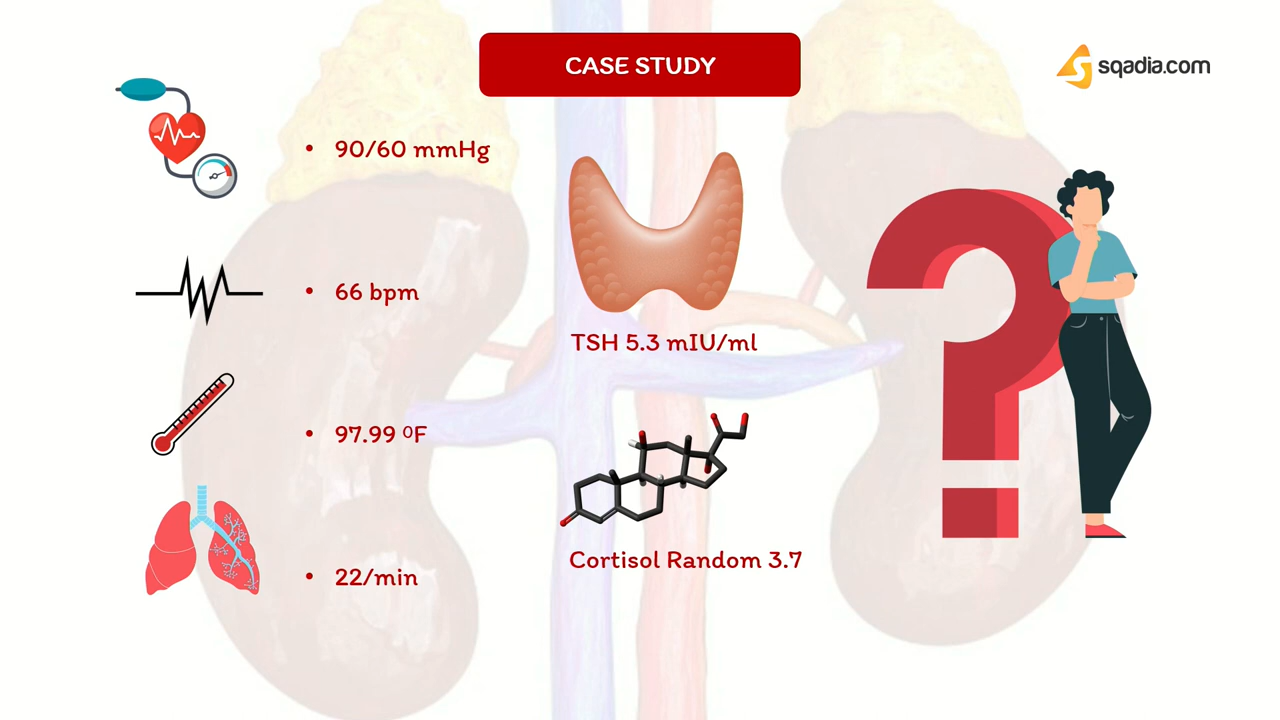 CASE STUDY
sqadia.com
• 90/60 mmHg
• 66 bpm
TSH 5.3 mIU/ml
• 97.99 ⁰F
Cortisol Random 3.7
• 22/min